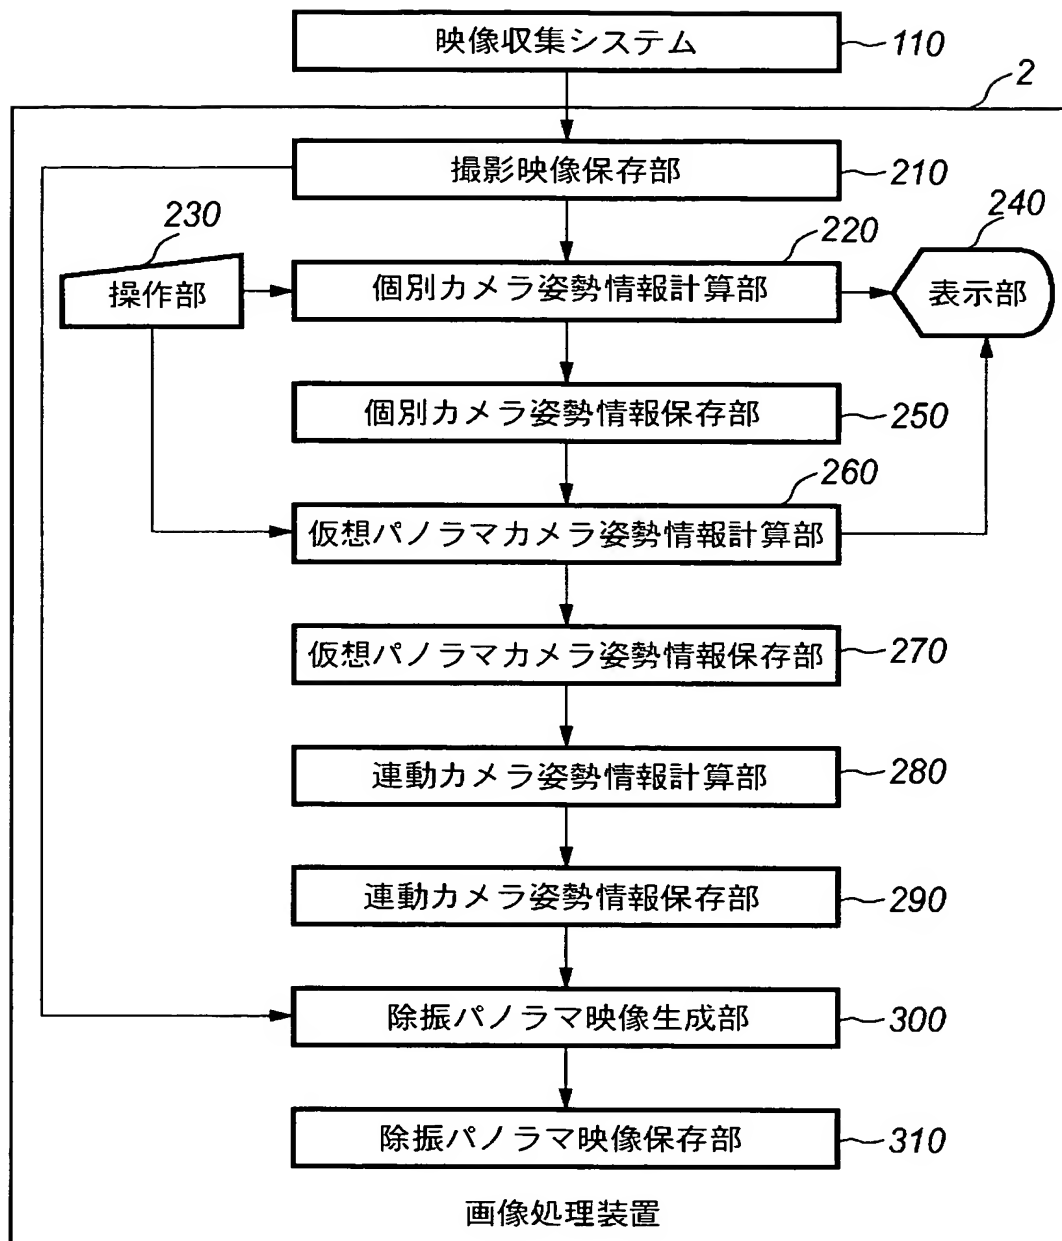 映像収集システム
110
2
撮影映像保存部
210
230
220
240
操作部
個別カメラ姿勢情報計算部
表示部
個別カメラ姿勢情報保存部
250
260
仮想パノラマカメラ姿勢情報計算部
仮想パノラマカメラ姿勢情報保存部
270
連動カメラ姿勢情報計算部
280
連動カメラ姿勢情報保存部
290
除振パノラマ映像生成部
300
除振パノラマ映像保存部
310
画像処理装置